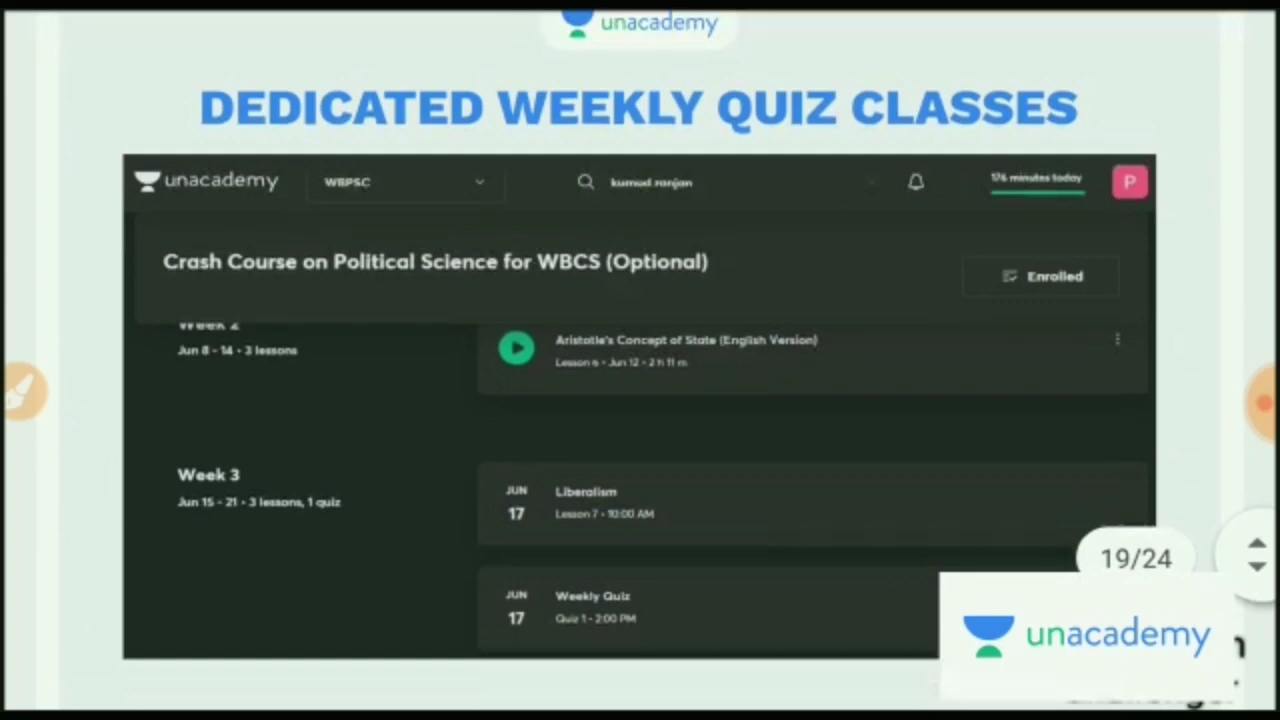 unacademy
DEDICATED WEEKLY QUIZ CLASSES
unacademy
WBPSC
kumud ranjan
176 minutes today
P
Crash Course on Political Science for WBCS (Optional)
Enrolled
Week 2
Jun 8 - 14 • 3 lessons
Aristotle's Concept of State (English Version)
Lesson 6 • Jun 12 • 2 h 11 m
Week 3
Jun 15 - 21 • 3 lessons, 1 quiz
JUN
17
Liberalism
Lesson 7 • 10:00 AM
JUN
17
Weekly Quiz
Quiz 1 • 2:00 PM
19/24
unacademy